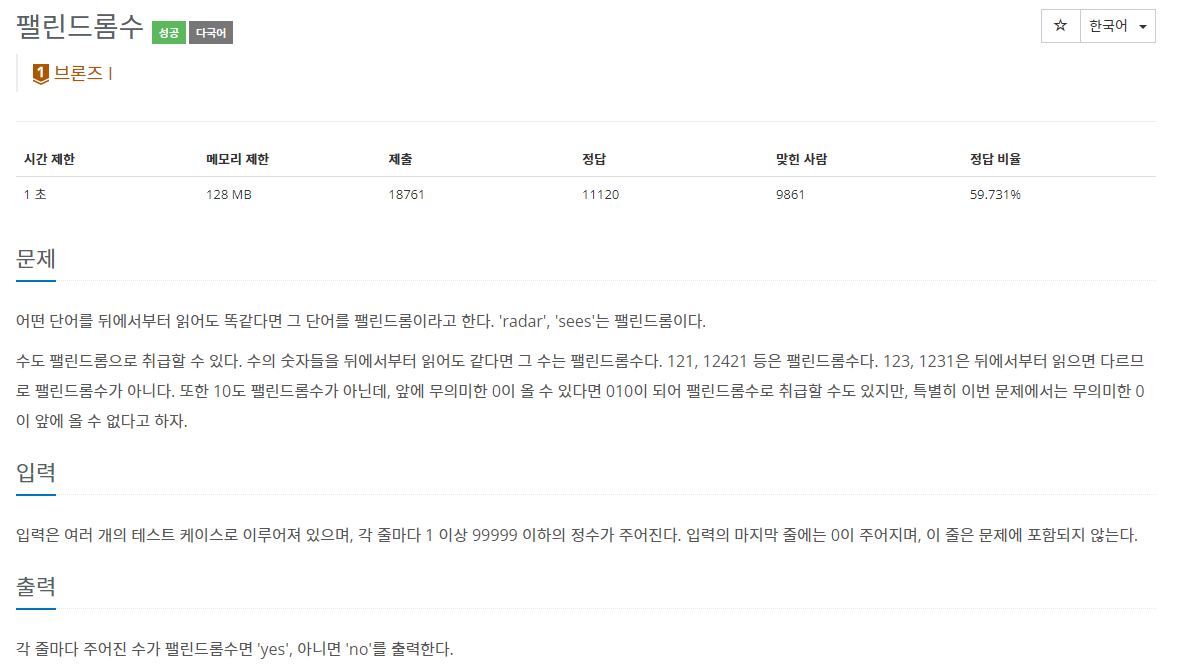 팰린드롬수 성공 다국어
☆ 한국어
1 브론즈 I
시간 제한 메모리 제한 제출 정답 맞힌 사람 정답 비율
1 초 128 MB 18761 11120 9861 59.731%
문제
어떤 단어를 뒤에서부터 읽어도 똑같다면 그 단어를 팰린드롬이라고 한다. 'radar', 'sees'는 팰린드롬이다.
수도 팰린드롬으로 취급할 수 있다. 수의 숫자들을 뒤에서부터 읽어도 같다면 그 수는 팰린드롬수다. 121, 12421 등은 팰린드롬수다. 123, 1231은 뒤에서부터 읽으면 다르므
로 팰린드롬수가 아니다. 또한 10도 팰린드롬수가 아닌데, 앞에 무의미한 0이 올 수 있다면 010이 되어 팰린드롬수로 취급할 수도 있지만, 특별히 이번 문제에서는 무의미한 0
이 앞에 올 수 없다고 하자.
입력
입력은 여러 개의 테스트 케이스로 이루어져 있으며, 각 줄마다 1 이상 99999 이하의 정수가 주어진다. 입력의 마지막 줄에는 0이 주어지며, 이 줄은 문제에 포함되지 않는다.
출력
각 줄마다 주어진 수가 팰린드롬수면 'yes', 아니면 'no'를 출력한다.